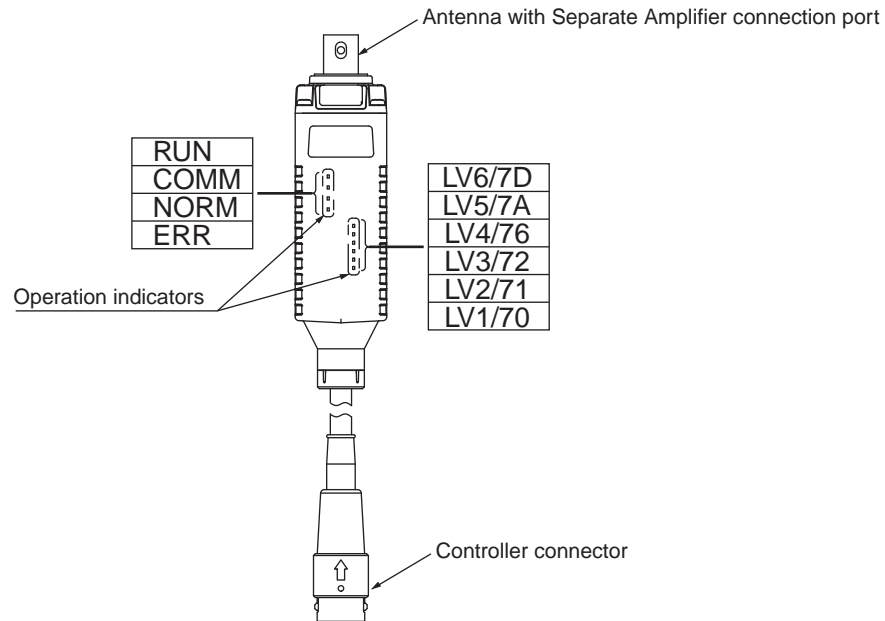 Antenna with Separate Amplifier connection port
RUN
COMM
NORM
ERR
LV6/7D
LV5/7A
LV4/76
LV3/72
LV2/71
LV1/70
Operation indicators
Controller connector